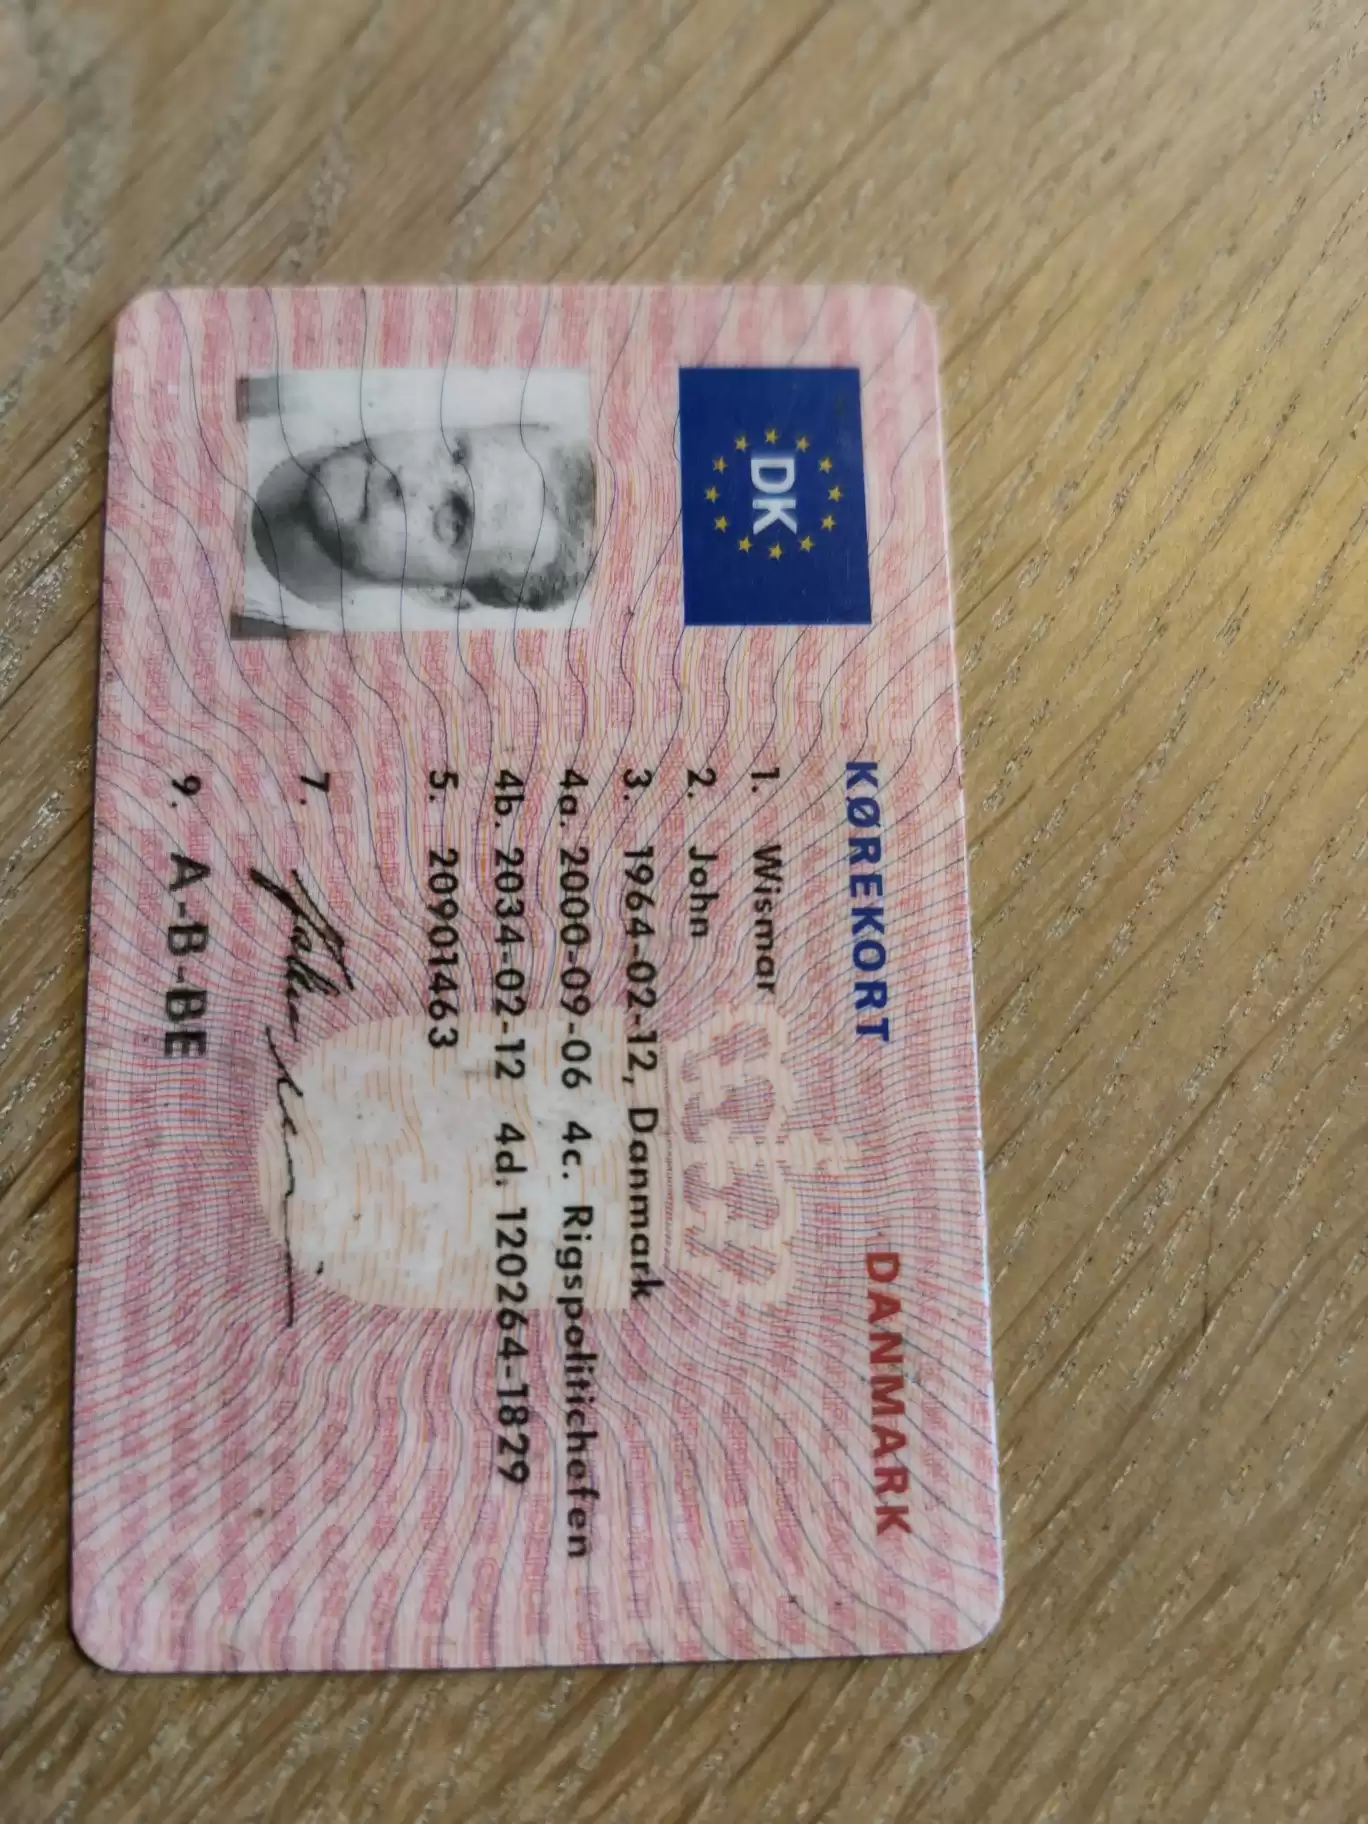 KØREKORT DANMARK
DK
1. Wismar
2. John
3. 1964-02-12, Danmark
4a. 2000-09-06 4c. Rigspolitichefen
4b. 2034-02-12 4d. 120264-1829
5. 20901463
7.
9. A-B-BE